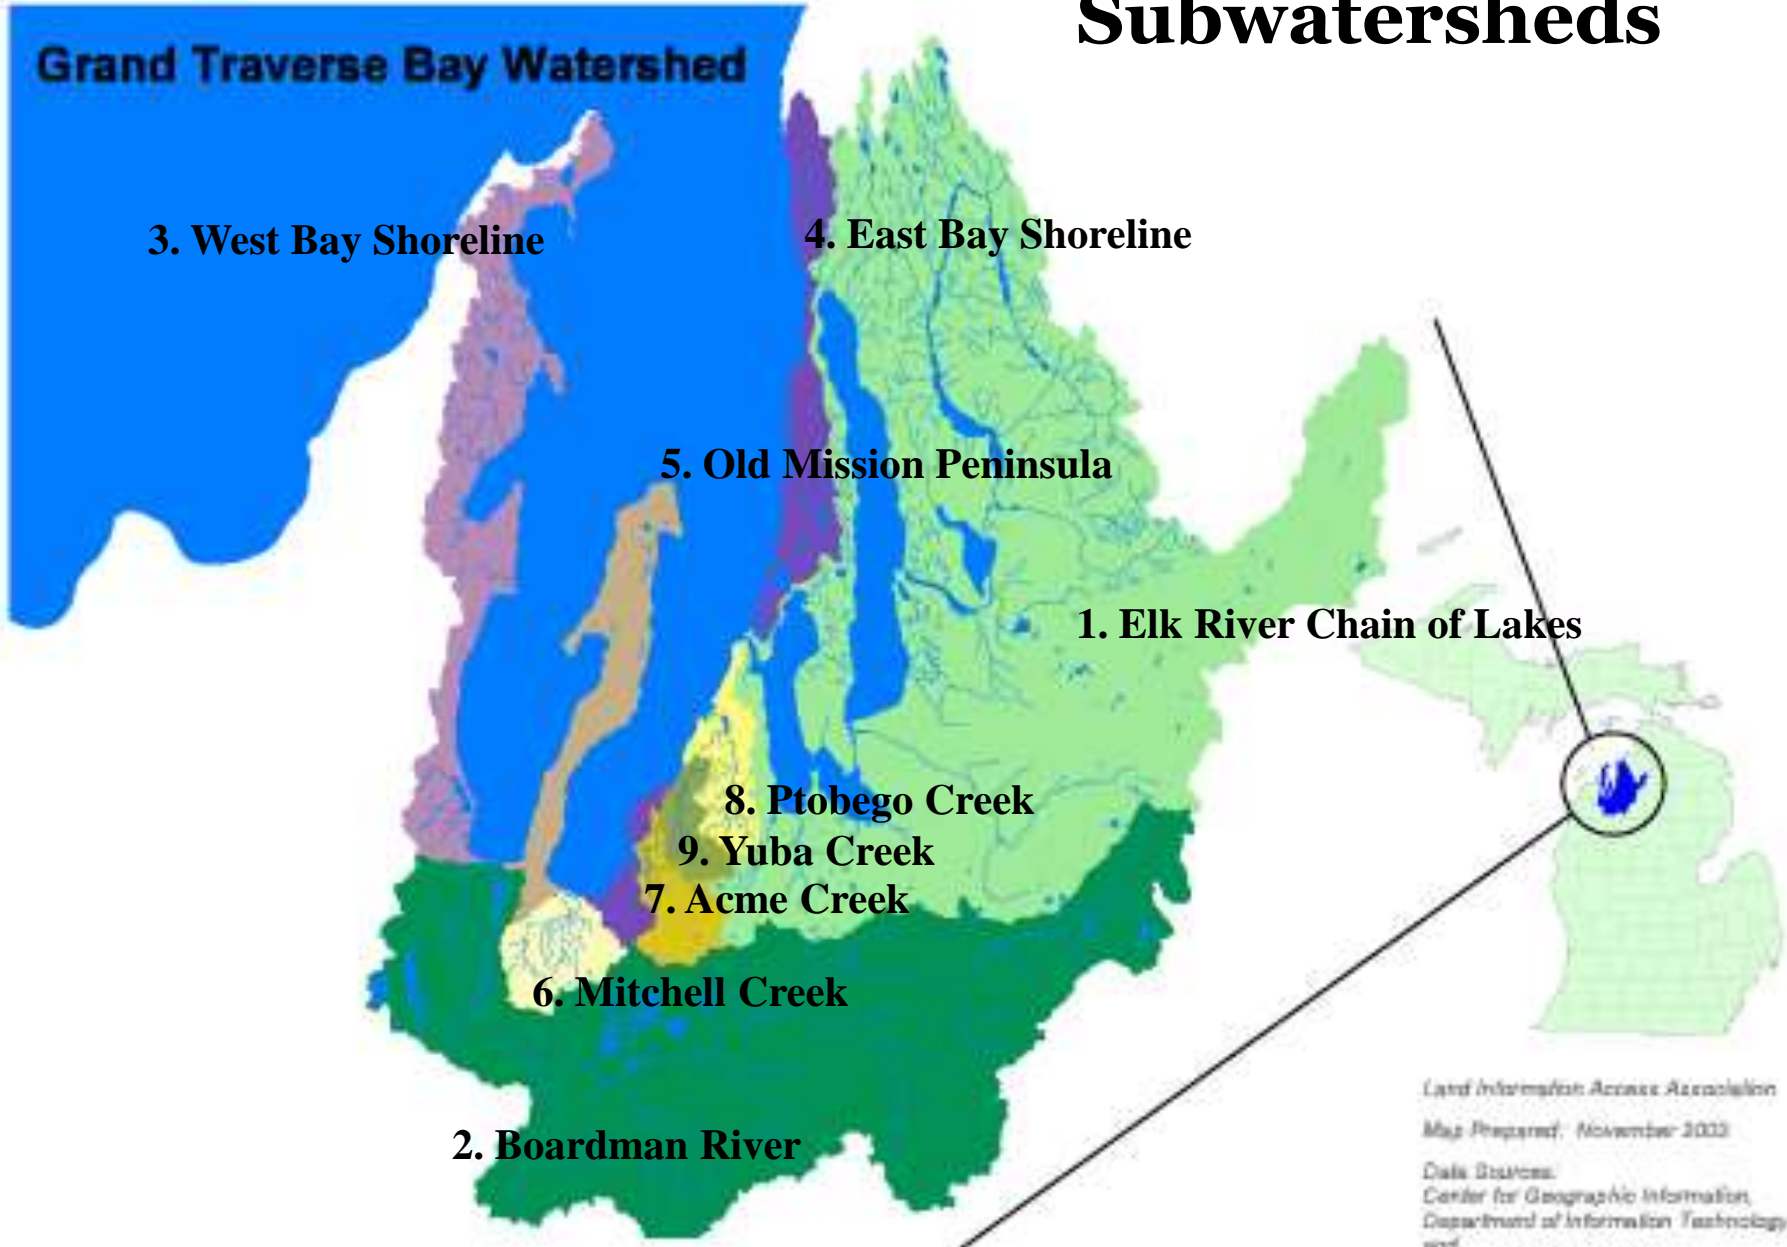 Subwatersheds
Grand Traverse Bay Watershed
3. West Bay Shoreline
4. East Bay Shoreline
5. Old Mission Peninsula
1. Elk River Chain of Lakes
8. Ptobego Creek
9. Yuba Creek
7. Acme Creek
6. Mitchell Creek
2. Boardman River
Land Information Access Association
Map Prepared: November 2003
Data Sources:
Center for Geographic Information,
Department of Information Technology
and